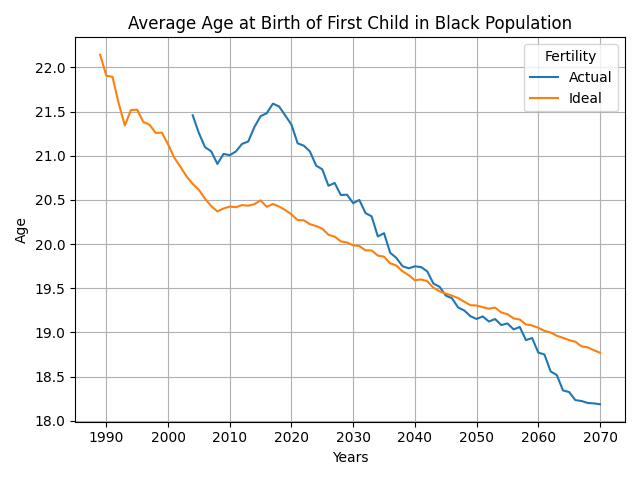 Average Age at Birth of First Child in Black Population
Fertility
Actual
Ideal
22.0
21.5
21.0
20.5
20.0
19.5
19.0
18.5
18.0
Age
1990 2000 2010 2020 2030 2040 2050 2060 2070
Years